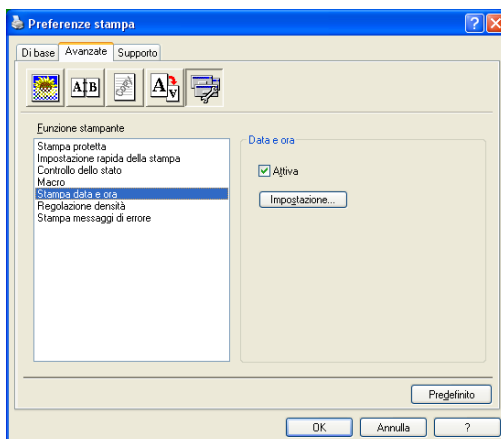 Preferenze stampa
Di base Avanzate Supporto
A B
A A
Funzione stampante
Stampa protetta
Impostazione rapida della stampa
Controllo dello stato
Macro
Stampa data e ora
Regolazione densità
Stampa messaggi di errore
Data e ora
Attiva
Impostazione...
Predefinito
OK Annulla ?